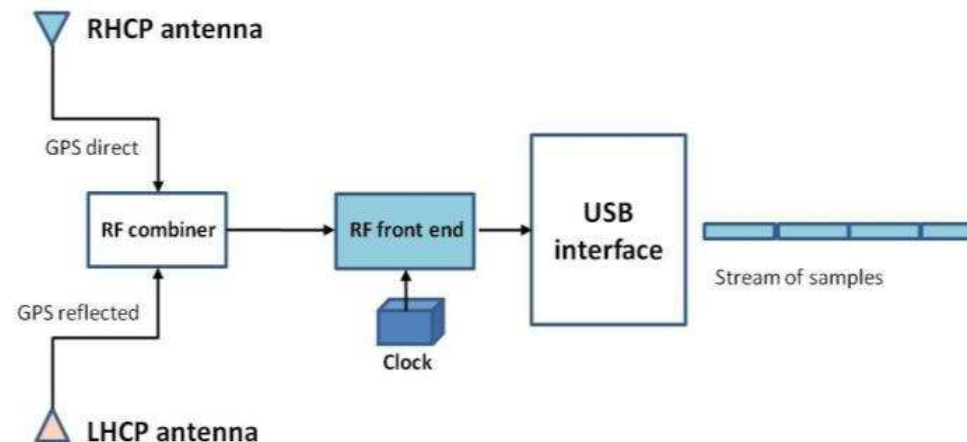 RHCP antenna
GPS direct
RF combiner
RF front end
USB
interface
Stream of samples
GPS reflected
Clock
LHCP antenna